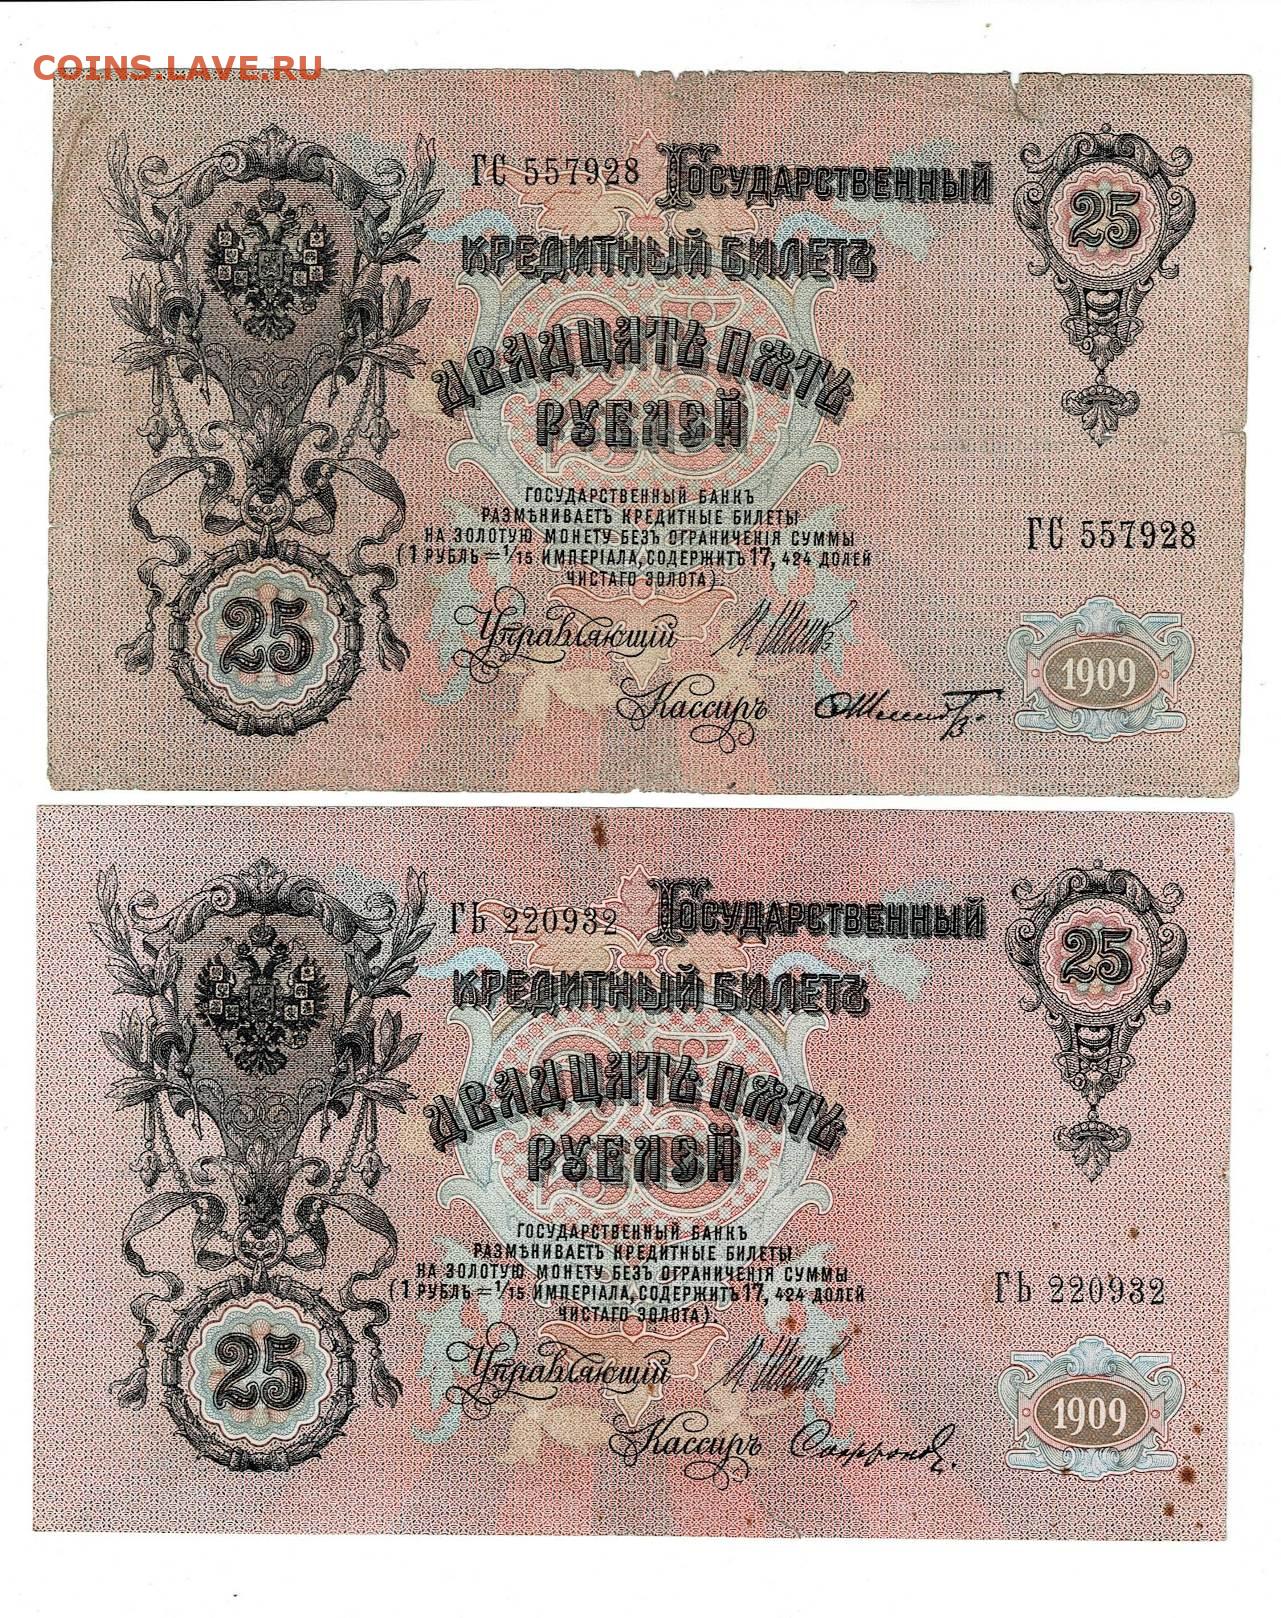 COINS.LAVE.RU
ГС 557928 Государственный
кредитный билетъ
25
двадцать пять
рублей
государственный банкъ
размѣниваетъ кредитные билеты
на золотую монету безъ ограниченія суммы
(1 рубль = 1/15 имперіала, содержитъ 17, 424 долей
чистаго золота).
ГС 557928
25
Управляющій
1909
Кассиръ
ГЬ 220932 Государственный
кредитный билетъ
25
двадцать пять
рублей
государственный банкъ
размѣниваетъ кредитные билеты
на золотую монету безъ ограниченія суммы
(1 рубль = 1/15 имперіала, содержитъ 17, 424 долей
чистаго золота).
ГЬ 220932
25
Управляющій
1909
Кассиръ Софронов